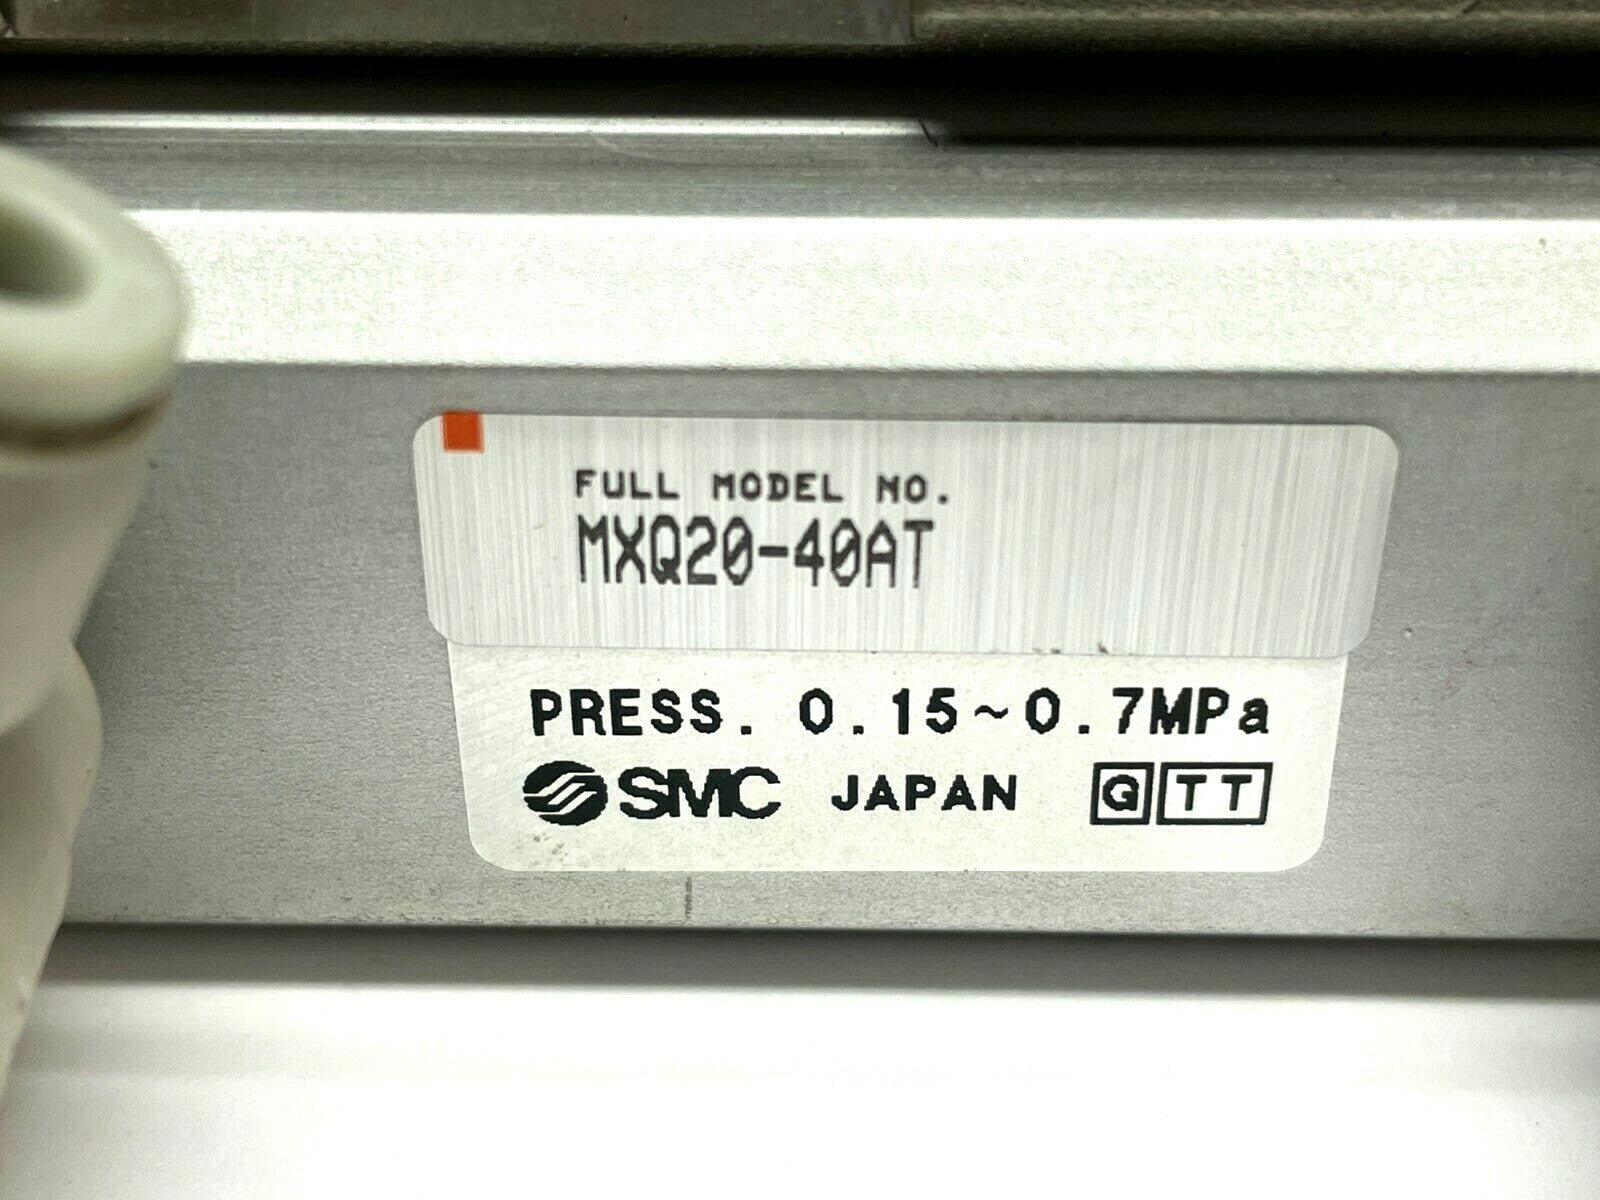 FULL MODEL NO.
MXQ20-40AT
PRESS. 0.15~0.7MPa
SMC JAPAN G TT